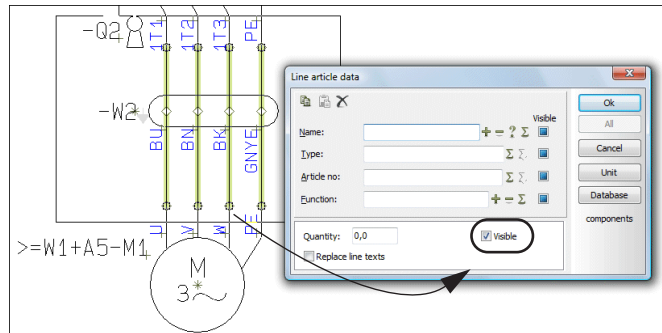 -Q2
1T1
1T2
1T3
PE
-W2
BU
BN
BK
GNYE
U
V
W
PE
>=W1+A5-M1
M
3
Line article data
Visible
Name:
Type:
Article no:
Function:
Ok
All
Cancel
Unit
Database
components
Quantity: 0,0
Visible
Replace line texts